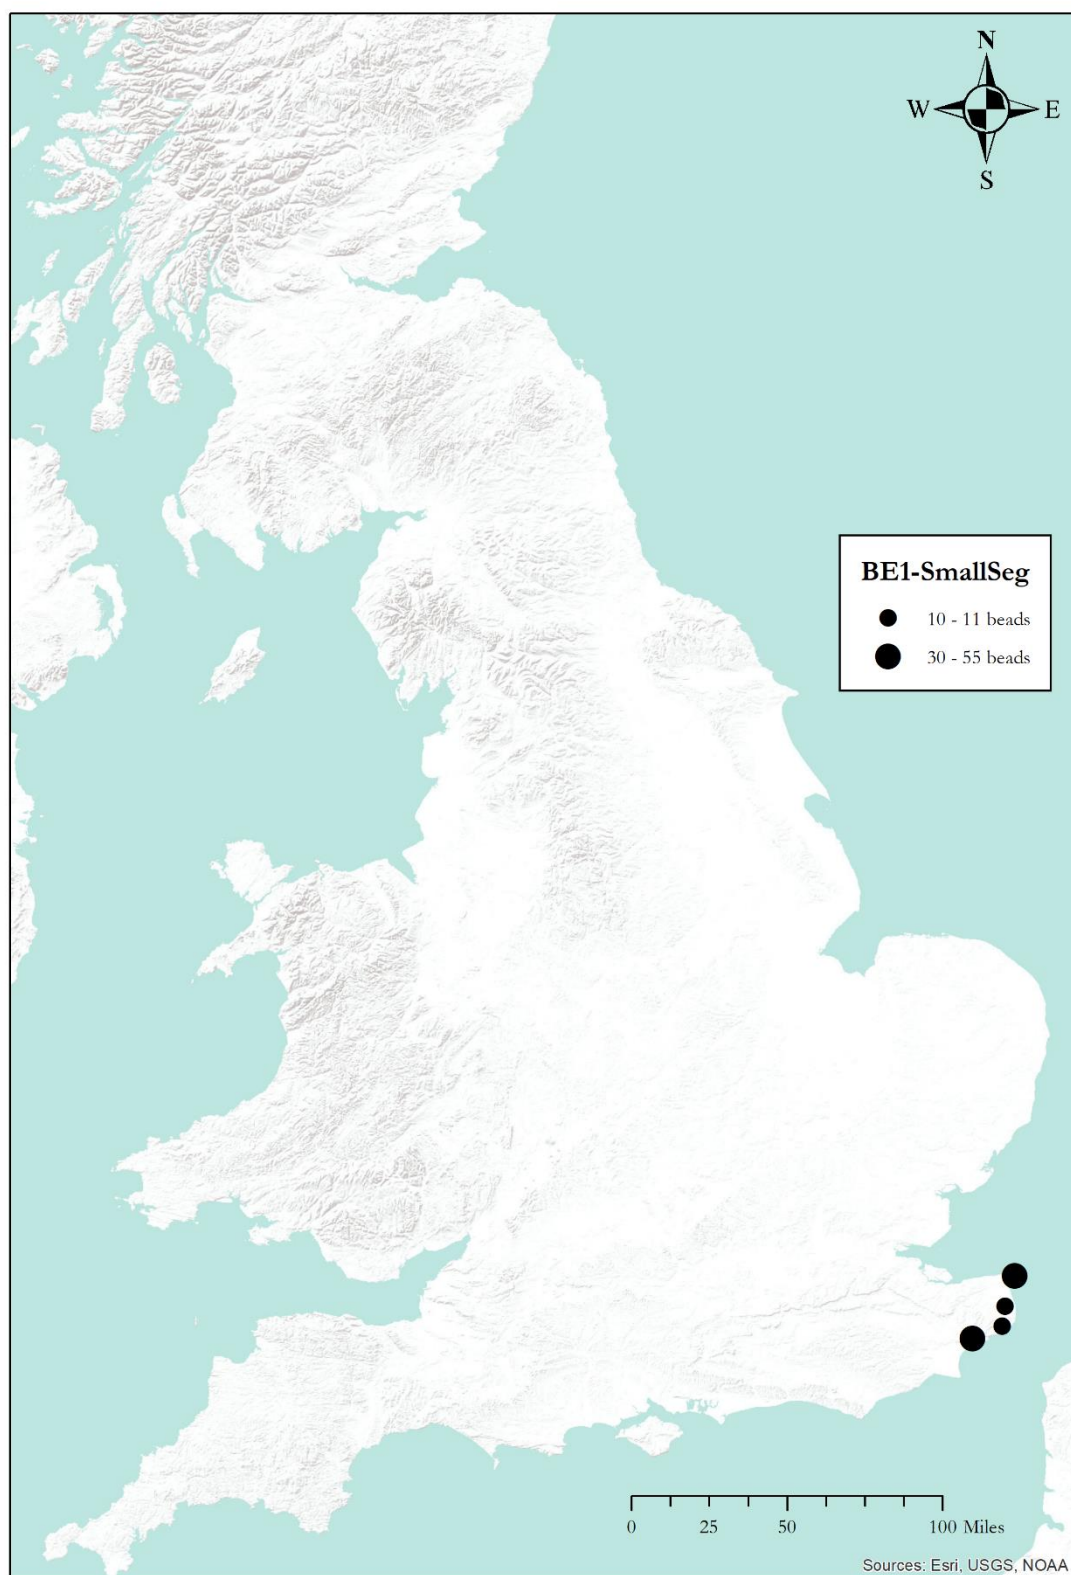 N
W E
S
BE1-SmallSeg
10 - 11 beads
30 - 55 beads
0 25 50 100 Miles
Sources: Esri, USGS, NOAA